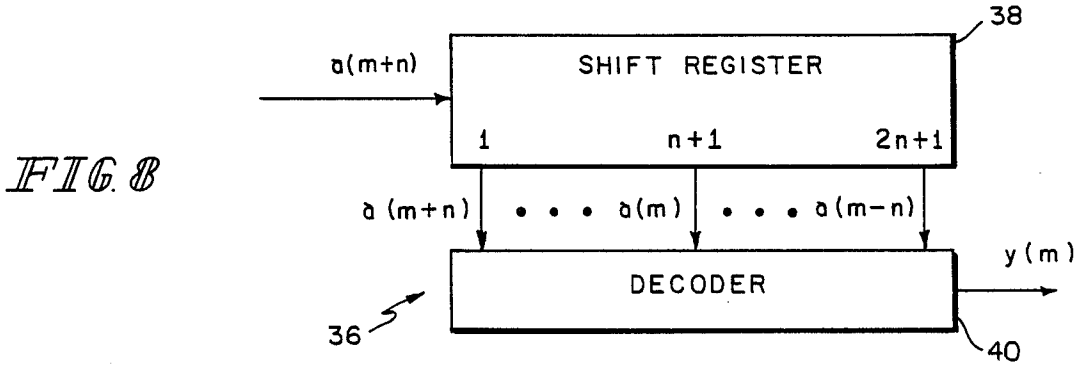 38
a(m+n)
SHIFT REGISTER
1 n+1 2n+1
FIG. 8
a(m+n) • • • a(m) • • • a(m-n)
y(m)
DECODER
36
40